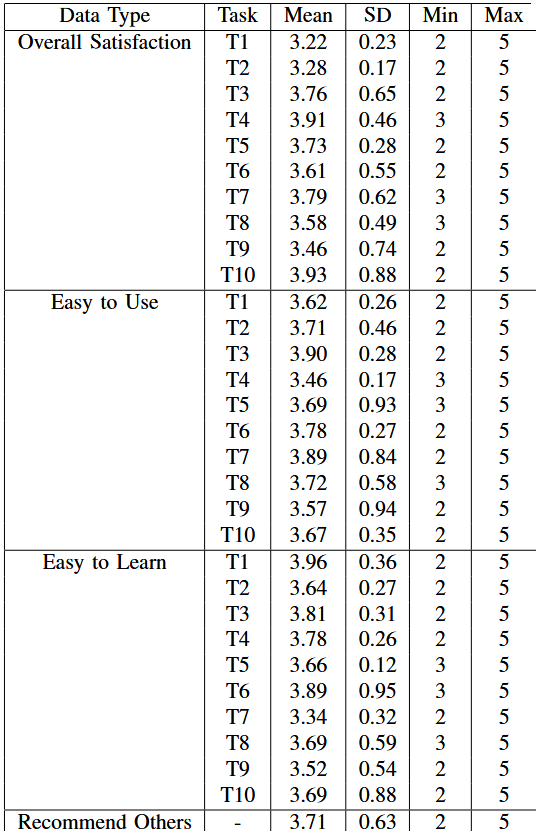 Data Type Task Mean SD Min Max
Overall Satisfaction T1 3.22 0.23 2 5
T2 3.28 0.17 2 5
T3 3.76 0.65 2 5
T4 3.91 0.46 3 5
T5 3.73 0.28 2 5
T6 3.61 0.55 2 5
T7 3.79 0.62 3 5
T8 3.58 0.49 3 5
T9 3.46 0.74 2 5
T10 3.93 0.88 2 5
Easy to Use T1 3.62 0.26 2 5
T2 3.71 0.46 2 5
T3 3.90 0.28 2 5
T4 3.46 0.17 3 5
T5 3.69 0.93 3 5
T6 3.78 0.27 2 5
T7 3.89 0.84 2 5
T8 3.72 0.58 3 5
T9 3.57 0.94 2 5
T10 3.67 0.35 2 5
Easy to Learn T1 3.96 0.36 2 5
T2 3.64 0.27 2 5
T3 3.81 0.31 2 5
T4 3.78 0.26 2 5
T5 3.66 0.12 3 5
T6 3.89 0.95 3 5
T7 3.34 0.32 2 5
T8 3.69 0.59 3 5
T9 3.52 0.54 2 5
T10 3.69 0.88 2 5
Recommend Others - 3.71 0.63 2 5